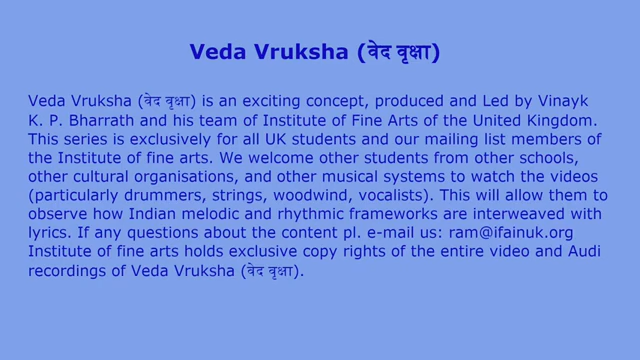 Veda Vruksha (वेद वृक्षा)
Veda Vruksha (वेद वृक्षा) is an exciting concept, produced and Led by Vinayk
K. P. Bharrath and his team of Institute of Fine Arts of the United Kingdom.
This series is exclusively for all UK students and our mailing list members of
the Institute of fine arts. We welcome other students from other schools,
other cultural organisations, and other musical systems to watch the videos
(particularly drummers, strings, woodwind, vocalists). This will allow them to
observe how Indian melodic and rhythmic frameworks are interweaved with
lyrics. If any questions about the content pl. e-mail us: ram@ifainuk.org
Institute of fine arts holds exclusive copy rights of the entire video and Audi
recordings of Veda Vruksha (वेद वृक्षा).